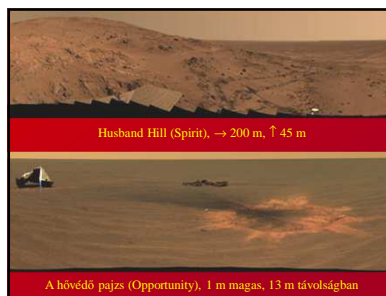 Husband Hill (Spirit), → 200 m, ↑ 45 m
A hővédő pajzs (Opportunity), 1 m magas, 13 m távolságban